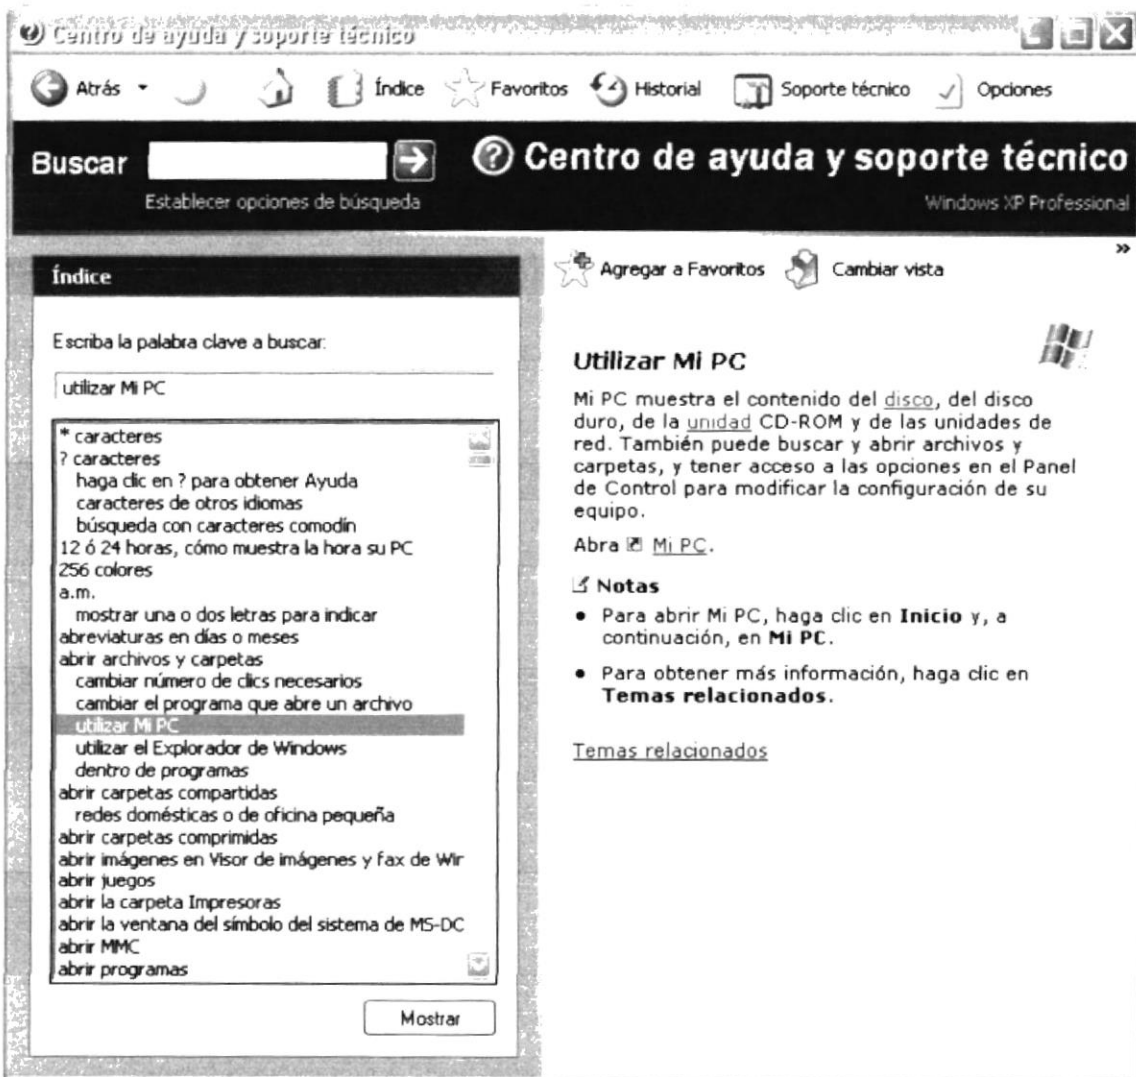 Centro de ayuda y soporte técnico
Atrás
Índice
Favoritos
Historial
Soporte técnico
Opciones
Buscar
Centro de ayuda y soporte técnico
Establecer opciones de búsqueda
Windows XP Professional
Índice
Escriba la palabra clave a buscar:
utilizar Mi PC
* caracteres
? caracteres
haga clic en ? para obtener Ayuda
caracteres de otros idiomas
búsqueda con caracteres comodín
12 ó 24 horas, cómo muestra la hora su PC
256 colores
a.m.
mostrar una o dos letras para indicar
abreviaturas en días o meses
abrir archivos y carpetas
cambiar número de clics necesarios
cambiar el programa que abre un archivo
utilizar Mi PC
utilizar el Explorador de Windows
dentro de programas
abrir carpetas compartidas
redes domésticas o de oficina pequeña
abrir carpetas comprimidas
abrir imágenes en Visor de imágenes y fax de Wir
abrir juegos
abrir la carpeta Impresoras
abrir la ventana del símbolo del sistema de MS-DC
abrir MMC
abrir programas
Mostrar
Agregar a Favoritos
Cambiar vista
»
Utilizar Mi PC
Mi PC muestra el contenido del disco, del disco
duro, de la unidad CD-ROM y de las unidades de
red. También puede buscar y abrir archivos y
carpetas, y tener acceso a las opciones en el Panel
de Control para modificar la configuración de su
equipo.
Abra Mi PC.
Notas
• Para abrir Mi PC, haga clic en Inicio y, a
continuación, en Mi PC.
• Para obtener más información, haga clic en
Temas relacionados.
Temas relacionados